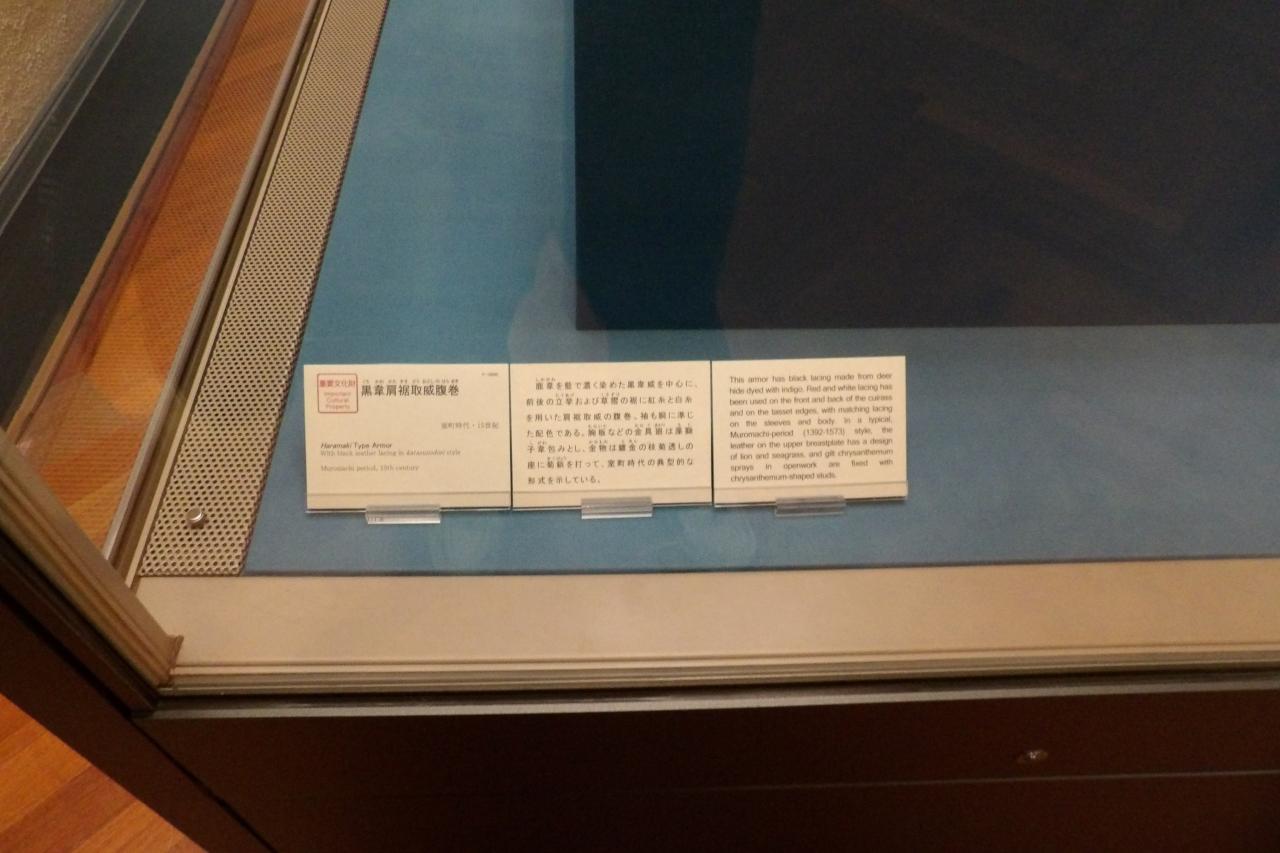 重要文化財
Important
Cultural
Property
黒韋肩裾取威腹巻
室町時代・15世紀
Haramaki Type Armor
With black leather lacing in katasusodori style
Muromachi period, 15th century
鹿韋を藍で濃く染めた黒韋威を中心に、
前後の立挙および草摺の裾に紅糸と白糸
を用いた肩裾取威の腹巻。袖も胴に準じ
た配色である。胸板などの金具廻は藻獅
子韋包みとし、金物は鍍金の枝菊透しの
座に菊鋲を打って、室町時代の典型的な
形式を示している。
This armor has black lacing made from deer
hide dyed with indigo. Red and white lacing has
been used on the front and back of the cuirass
and on the tasset edges, with matching lacing
on the sleeves and body. In a typical,
Muromachi-period (1392-1573) style, the
leather on the upper breastplate has a design
of lion and seagrass, and gilt chrysanthemum
sprays in openwork are fixed with
chrysanthemum-shaped studs.